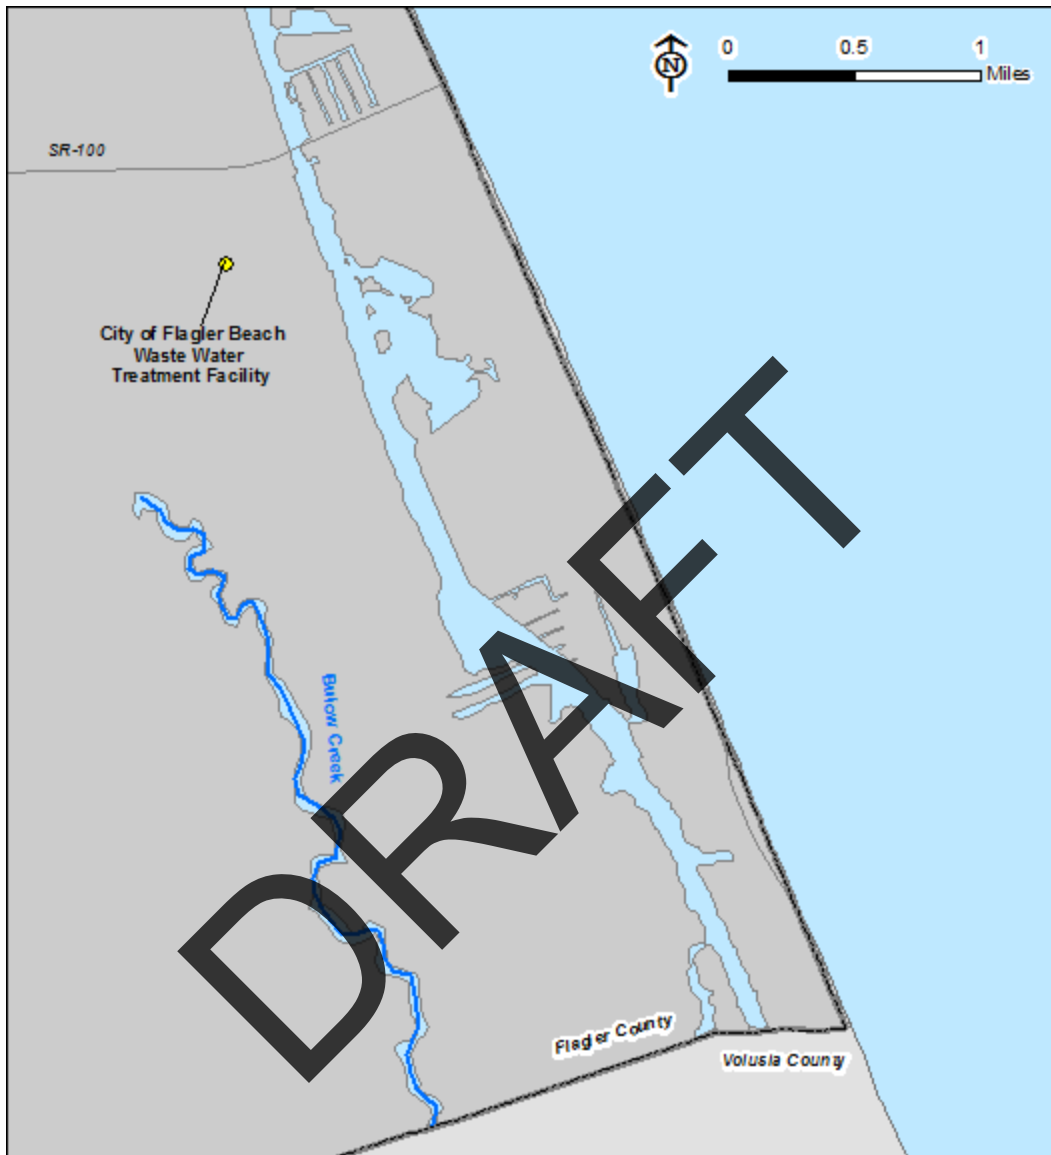 0 0.5 1
Miles
N
SR-100
City of Flagler Beach
Waste Water
Treatment Facility
Bulow Creek
DRAFT
Flagler County
Volusia County